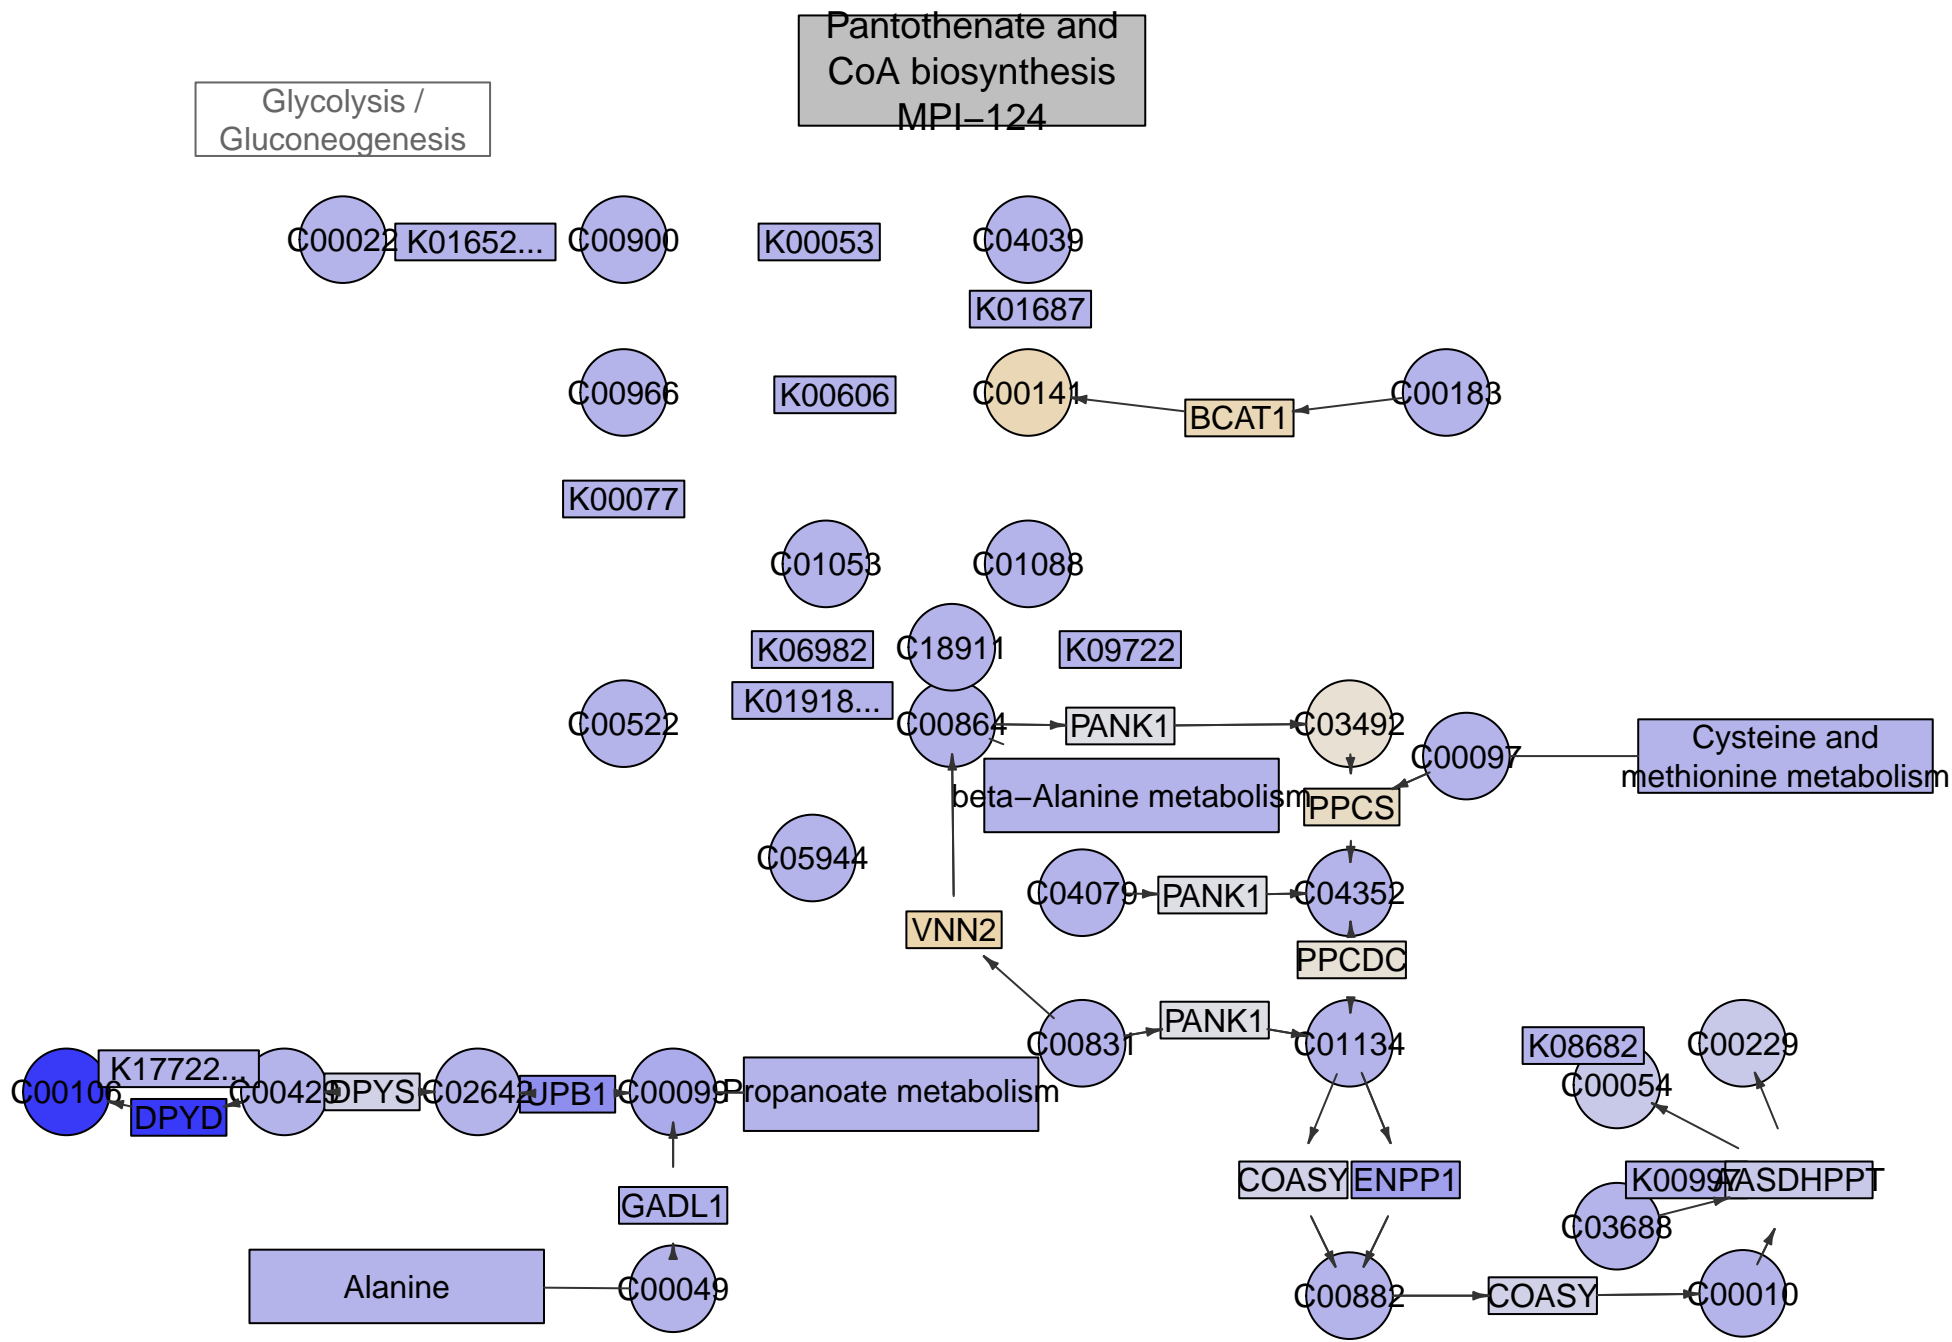 Pantothenate and
CoA biosynthesis
MPI−124
Glycolysis /
Gluconeogenesis
C00022
K01652...
C00900
K00053
C04039
K01687
C00966
K00606
C00141
BCAT1
C00183
K00077
C01053
C01088
K06982
C18911
K09722
K01918...
C00522
C00864
PANK1
C03492
C00097
Cysteine and
methionine metabolism
beta−Alanine metabolism
PPCS
C05944
C04079
PANK1
C04352
VNN2
PPCDC
C00831
PANK1
C01134
K08682
C00229
C00054
K17722...
C00106
DPYD
C00429
DPYS
C02642
UPB1
C00099
Propanoate metabolism
COASY
ENPP1
K00997
AASDHPPT
GADL1
C03688
Alanine
C00049
C00882
COASY
C00010